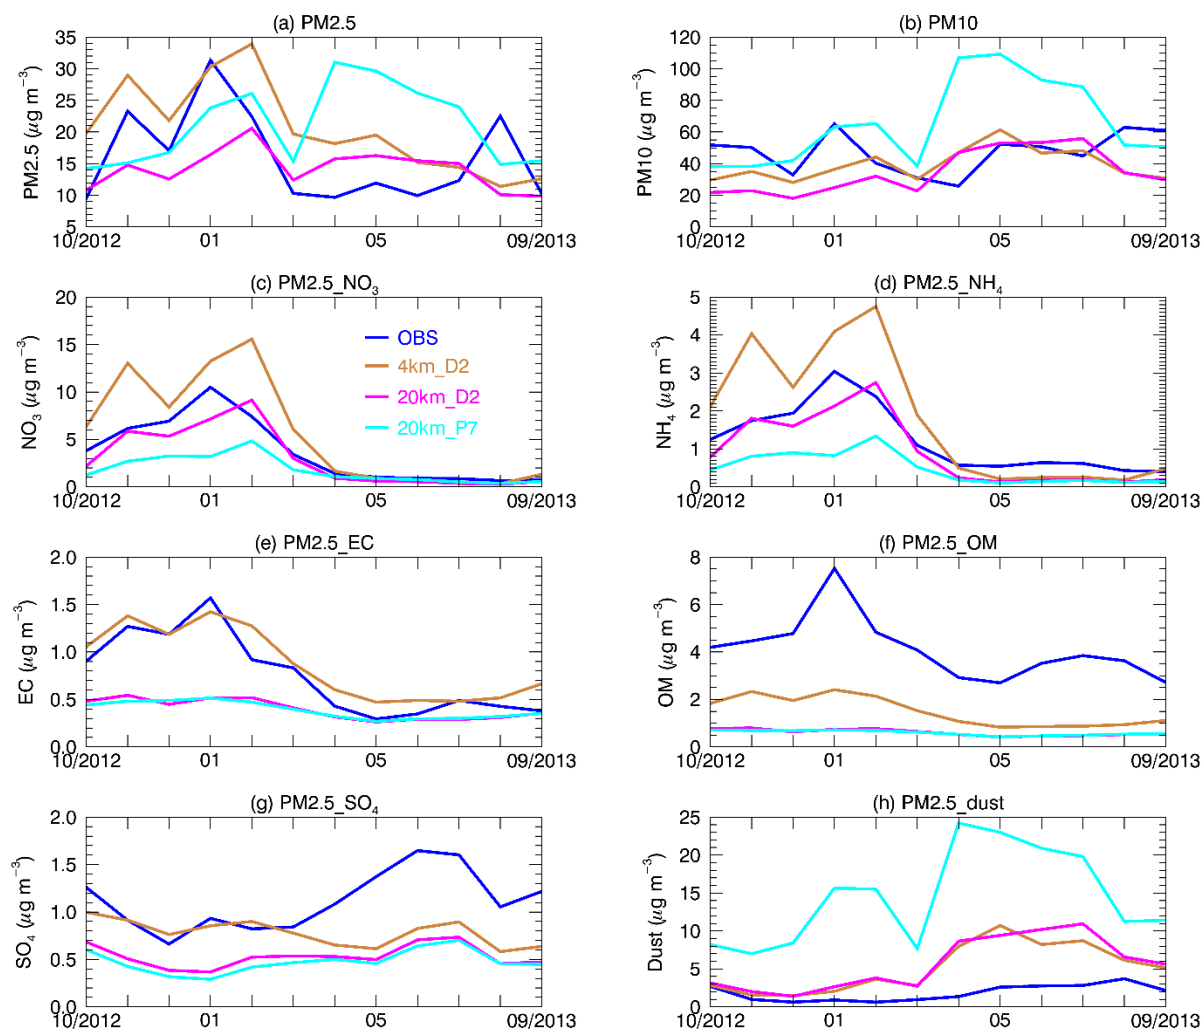 (a) PM2.5
PM2.5 (μg m⁻³)
35
30
25
20
15
10
5
10/2012 01 05 09/2013
(b) PM10
PM10 (μg m⁻³)
120
100
80
60
40
20
0
10/2012 01 05 09/2013
(c) PM2.5_NO₃
NO₃ (μg m⁻³)
20
15
10
5
0
10/2012 01 05 09/2013
OBS
4km_D2
20km_D2
20km_P7
(d) PM2.5_NH₄
NH₄ (μg m⁻³)
5
4
3
2
1
0
10/2012 01 05 09/2013
(e) PM2.5_EC
EC (μg m⁻³)
2.0
1.5
1.0
0.5
0.0
10/2012 01 05 09/2013
(f) PM2.5_OM
OM (μg m⁻³)
8
6
4
2
0
10/2012 01 05 09/2013
(g) PM2.5_SO₄
SO₄ (μg m⁻³)
2.0
1.5
1.0
0.5
0.0
10/2012 01 05 09/2013
(h) PM2.5_dust
Dust (μg m⁻³)
25
20
15
10
5
0
10/2012 01 05 09/2013